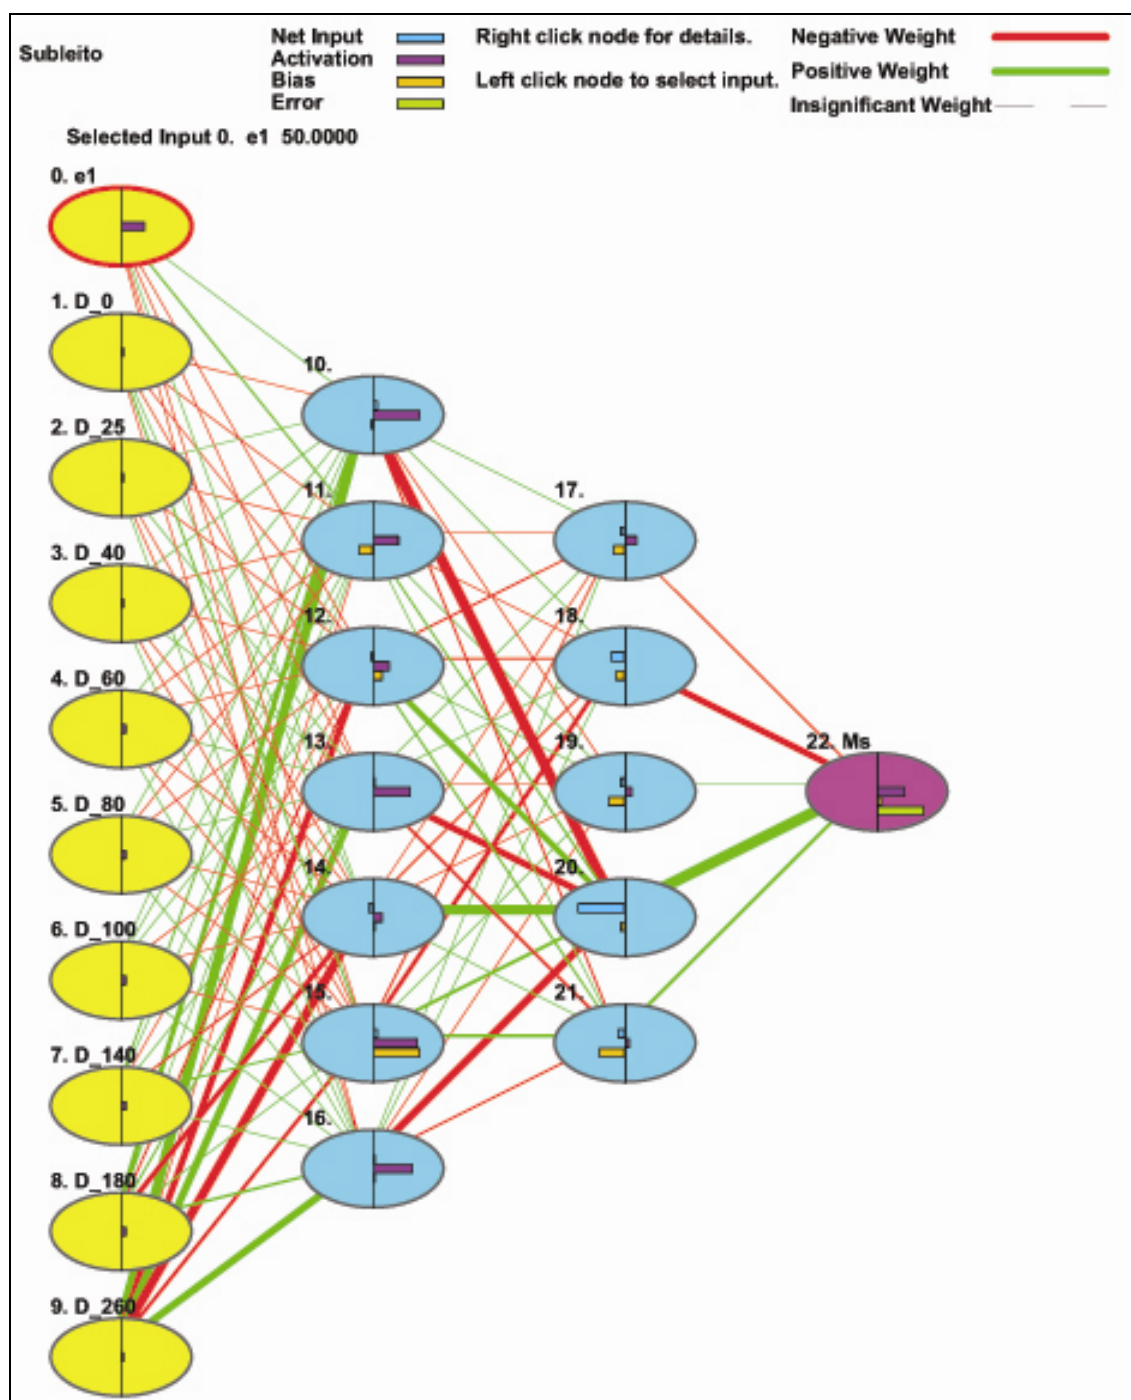 Subleito
Net Input
Activation
Bias
Error
Right click node for details.
Left click node to select input.
Negative Weight
Positive Weight
Insignificant Weight
Selected Input 0. e1 50.0000
0. e1
1. D_0
2. D_25
3. D_40
4. D_60
5. D_80
6. D_100
7. D_140
8. D_180
9. D_260
10.
11.
12.
13.
14.
15.
16.
17.
18.
19.
20.
21.
22. Ms